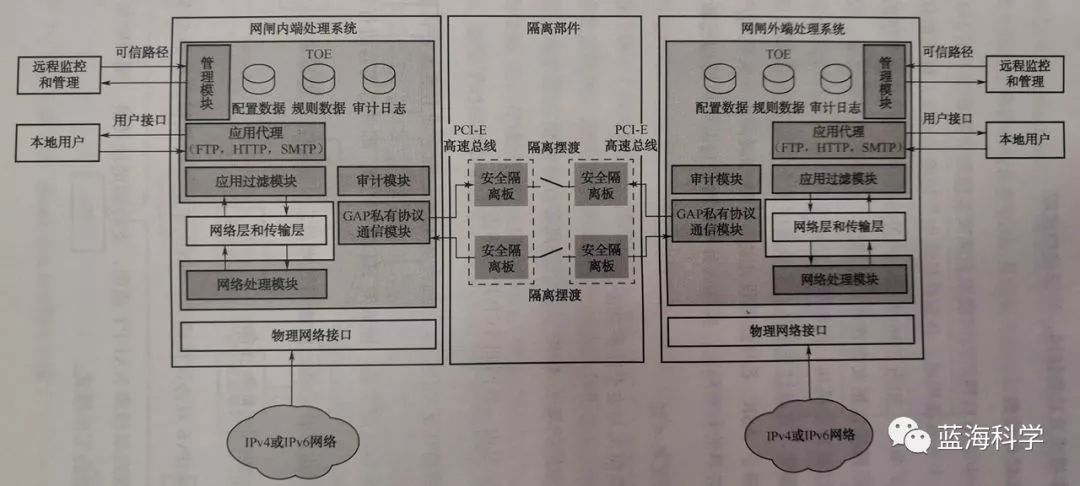 网闸内端处理系统
隔离部件
网闸外端处理系统
可信路径
远程监控
和管理
管理模块
TOE
配置数据
规则数据
审计日志
用户接口
本地用户
应用代理
(FTP，HTTP，SMTP)
应用过滤模块
审计模块
网络层和传输层
GAP私有协议
通信模块
网络处理模块
物理网络接口
IPv4或IPv6网络
PCI-E
高速总线
隔离摆渡
PCI-E
高速总线
安全隔
离板
安全隔
离板
安全隔
离板
安全隔
离板
隔离摆渡
TOE
配置数据
规则数据
审计日志
管理模块
可信路径
远程监控
和管理
用户接口
本地用户
应用代理
(FTP，HTTP，SMTP)
审计模块
应用过滤模块
GAP私有协议
通信模块
网络层和传输层
网络处理模块
物理网络接口
IPv4或IPv6网络
蓝海科学